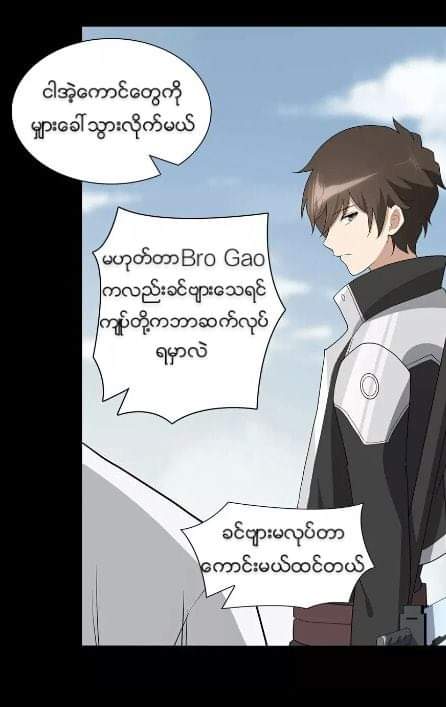 ငါအဲ့ကောင်တွေကို
မျှားခေါ်သွားလိုက်မယ်
မဟုတ်တာ Bro Gao
ကလည်းခင်ဗျားသေရင်
ကျုပ်တို့ကဘာဆက်လုပ်
ရမှာလဲ
ခင်ဗျားမလုပ်တာ
ကောင်းမယ်ထင်တယ်